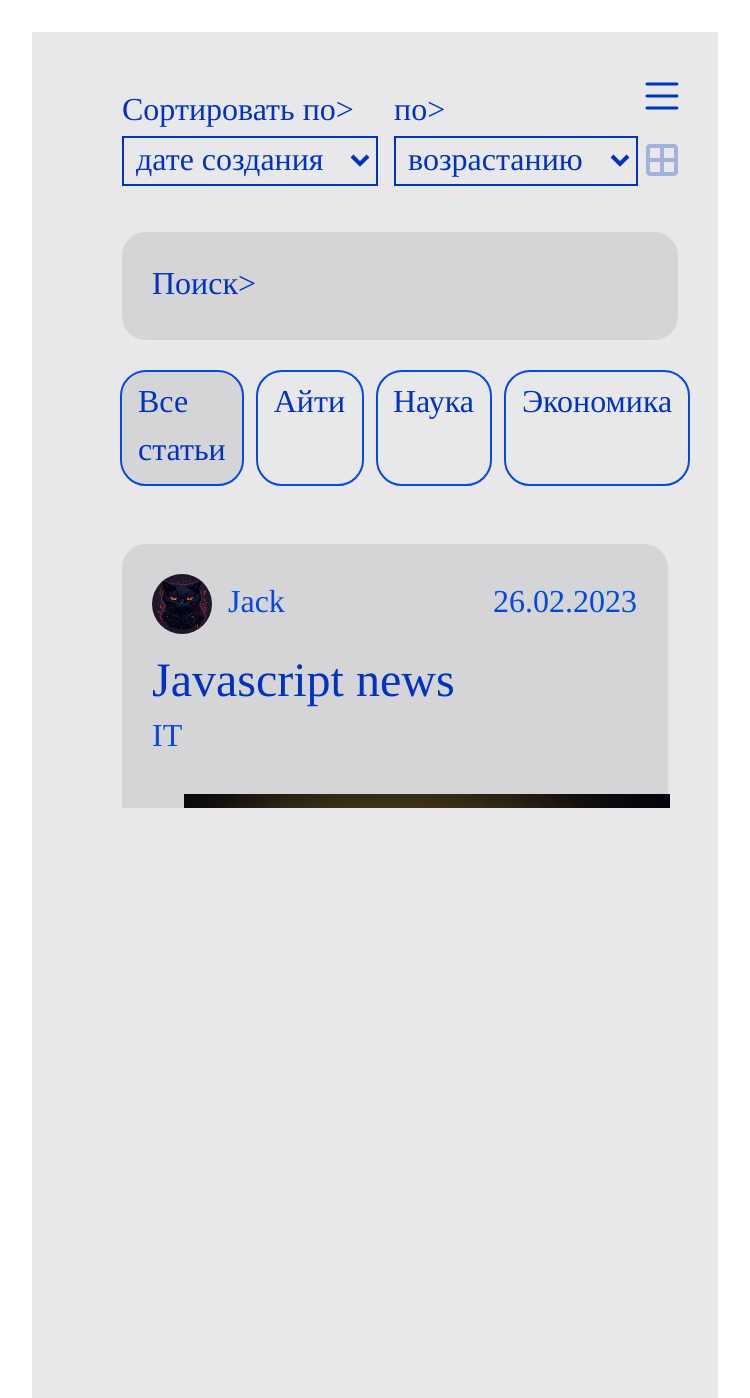 Сортировать по> по>
дате создания возрастанию
Поиск>
Все статьи Айти Наука Экономика
Jack 26.02.2023
Javascript news
IT